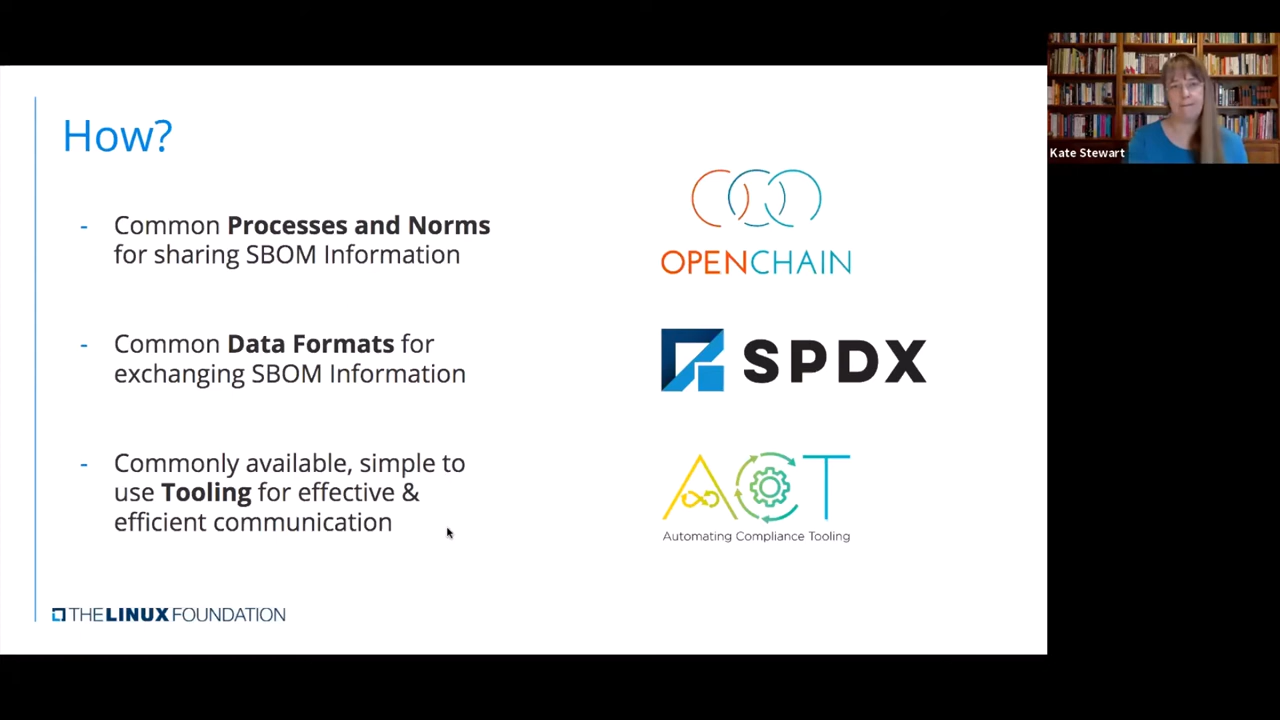 How?
- Common Processes and Norms
for sharing SBOM Information
- Common Data Formats for
exchanging SBOM Information
- Commonly available, simple to
use Tooling for effective &
efficient communication
OPENCHAIN
SPDX
ACT
Automating Compliance Tooling
THE LINUX FOUNDATION
Kate Stewart